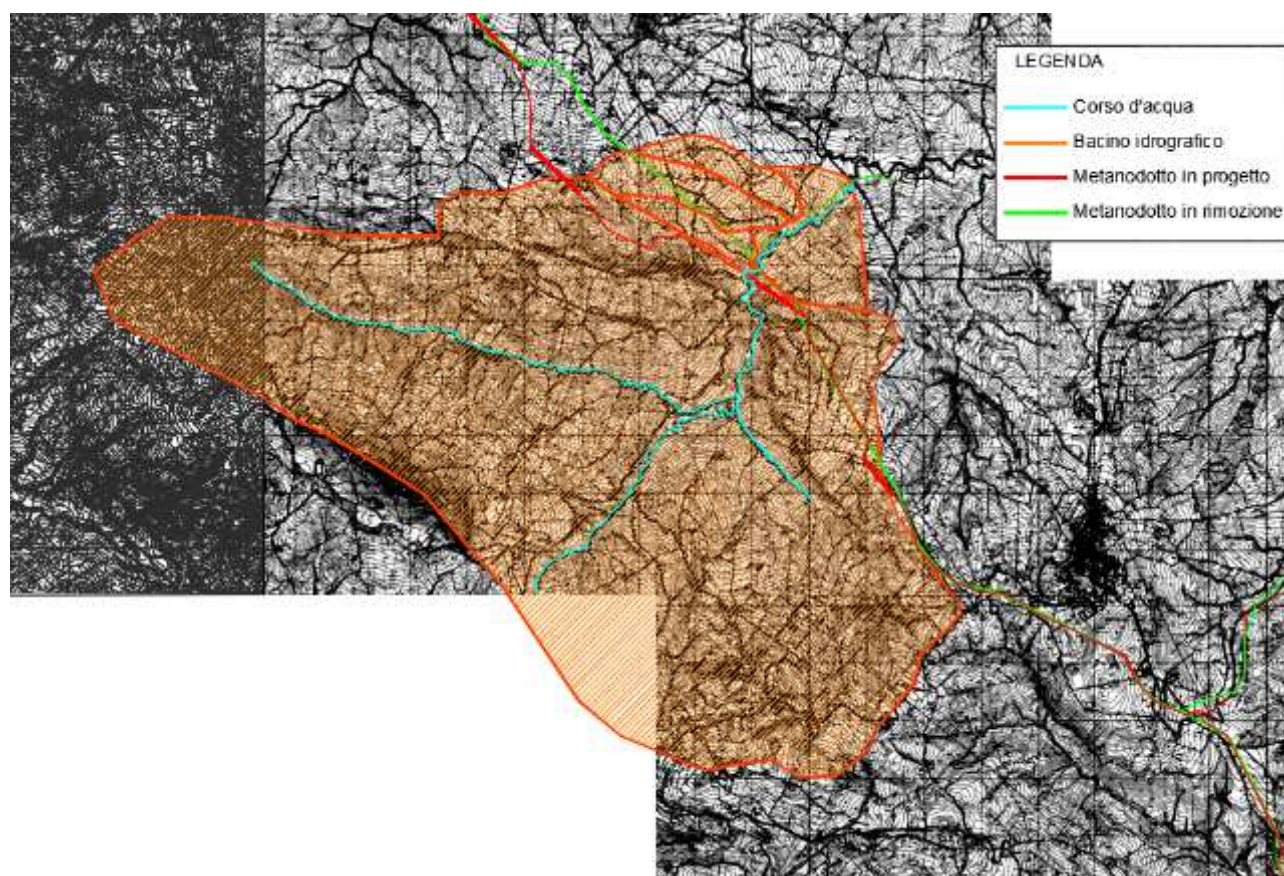 LEGENDA
Corso d'acqua
Bacino idrografico
Metanodotto in progetto
Metanodotto in rimozione